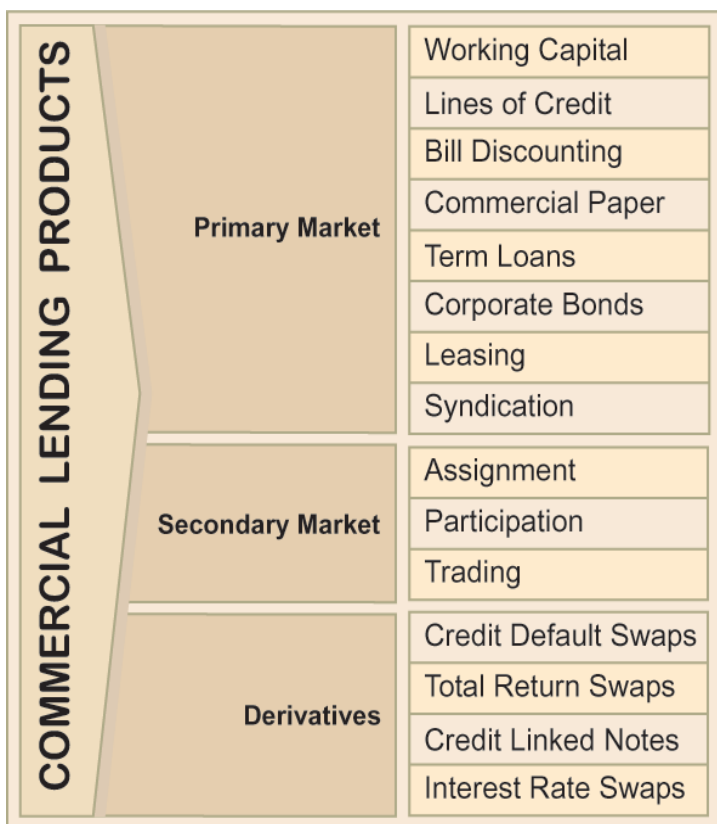 COMMERCIAL LENDING PRODUCTS
Primary Market
Working Capital
Lines of Credit
Bill Discounting
Commercial Paper
Term Loans
Corporate Bonds
Leasing
Syndication
Secondary Market
Assignment
Participation
Trading
Derivatives
Credit Default Swaps
Total Return Swaps
Credit Linked Notes
Interest Rate Swaps